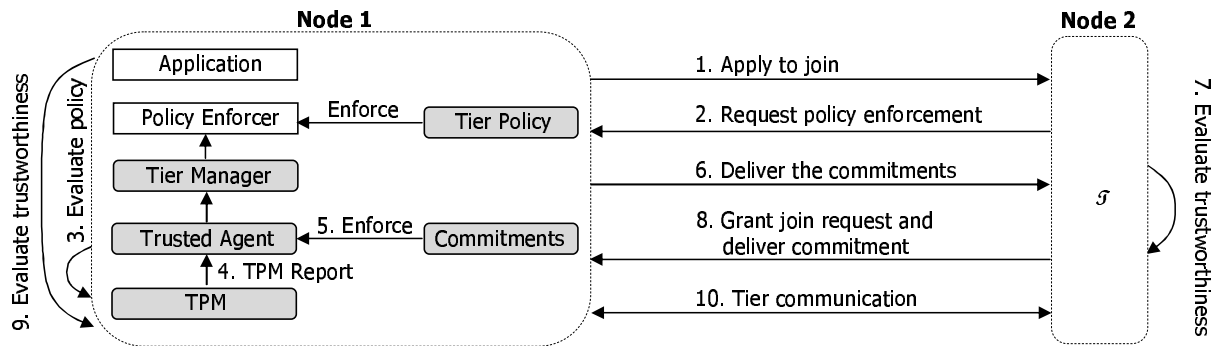 Node 1
Node 2
Application
1. Apply to join
Policy Enforcer
Enforce
Tier Policy
2. Request policy enforcement
Tier Manager
6. Deliver the commitments
𝒯
Trusted Agent
5. Enforce
Commitments
8. Grant join request and
deliver commitment
4. TPM Report
TPM
10. Tier communication
9. Evaluate trustworthiness
3. Evaluate policy
7. Evaluate trustworthiness